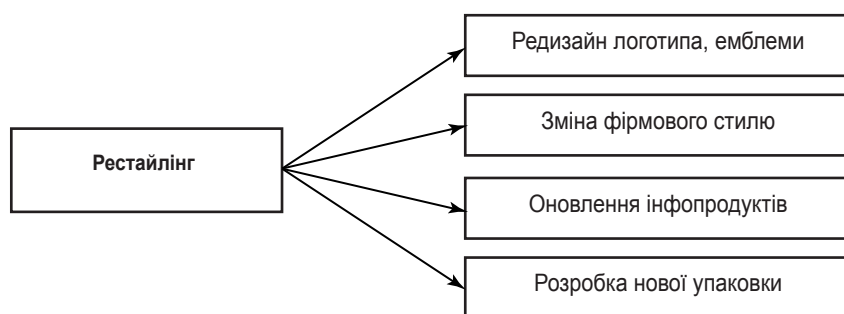 Редизайн логотипа, емблеми
Зміна фірмового стилю
Рестайлінг
Оновлення інфопродуктів
Розробка нової упаковки